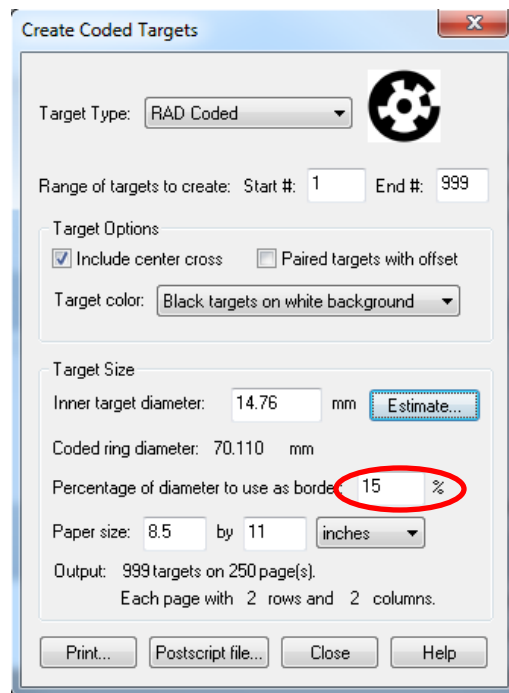 Create Coded Targets
Target Type: RAD Coded
Range of targets to create: Start #: 1 End #: 999
Target Options
Include center cross Paired targets with offset
Target color: Black targets on white background
Target Size
Inner target diameter: 14.76 mm Estimate...
Coded ring diameter: 70.110 mm
Percentage of diameter to use as border: 15 %
Paper size: 8.5 by 11 inches
Output: 999 targets on 250 page(s).
Each page with 2 rows and 2 columns.
Print... Postscript file... Close Help